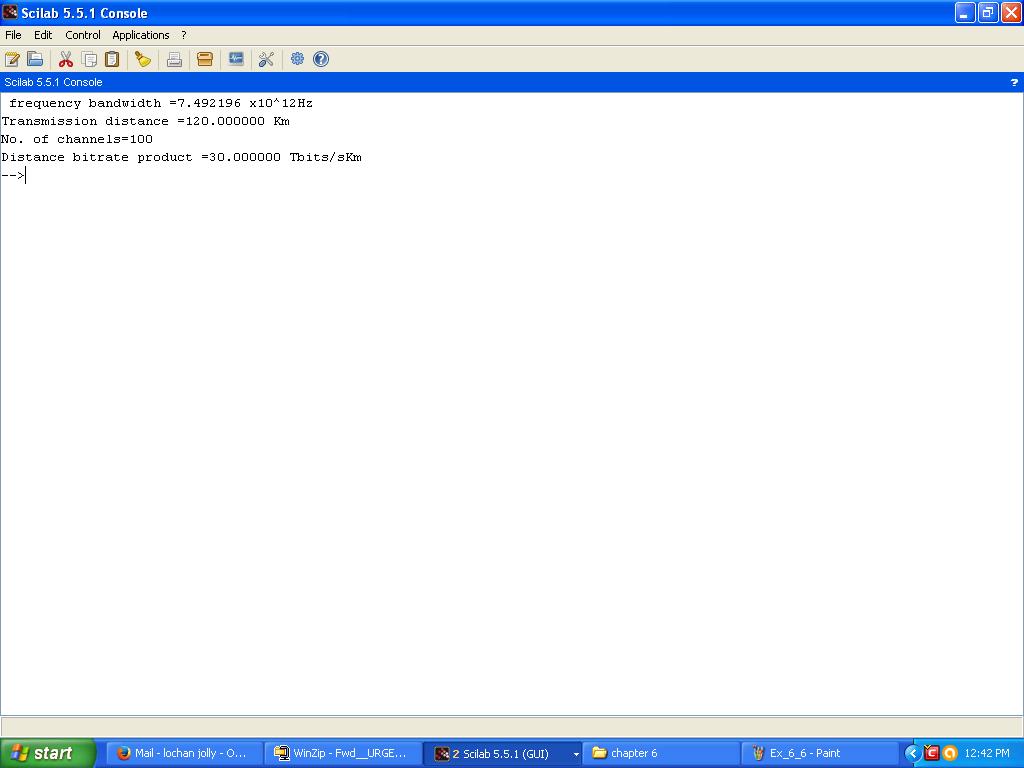 Scilab 5.5.1 Console
File Edit Control Applications ?
Scilab 5.5.1 Console ?
frequency bandwidth =7.492196 x10^12Hz
Transmission distance =120.000000 Km
No. of channels=100
Distance bitrate product =30.000000 Tbits/sKm
-->
start Mail - lochan jolly - O... WinZip - Fwd__URGE... 2 Scilab 5.5.1 (GUI) chapter 6 Ex_6_6 - Paint 12:42 PM